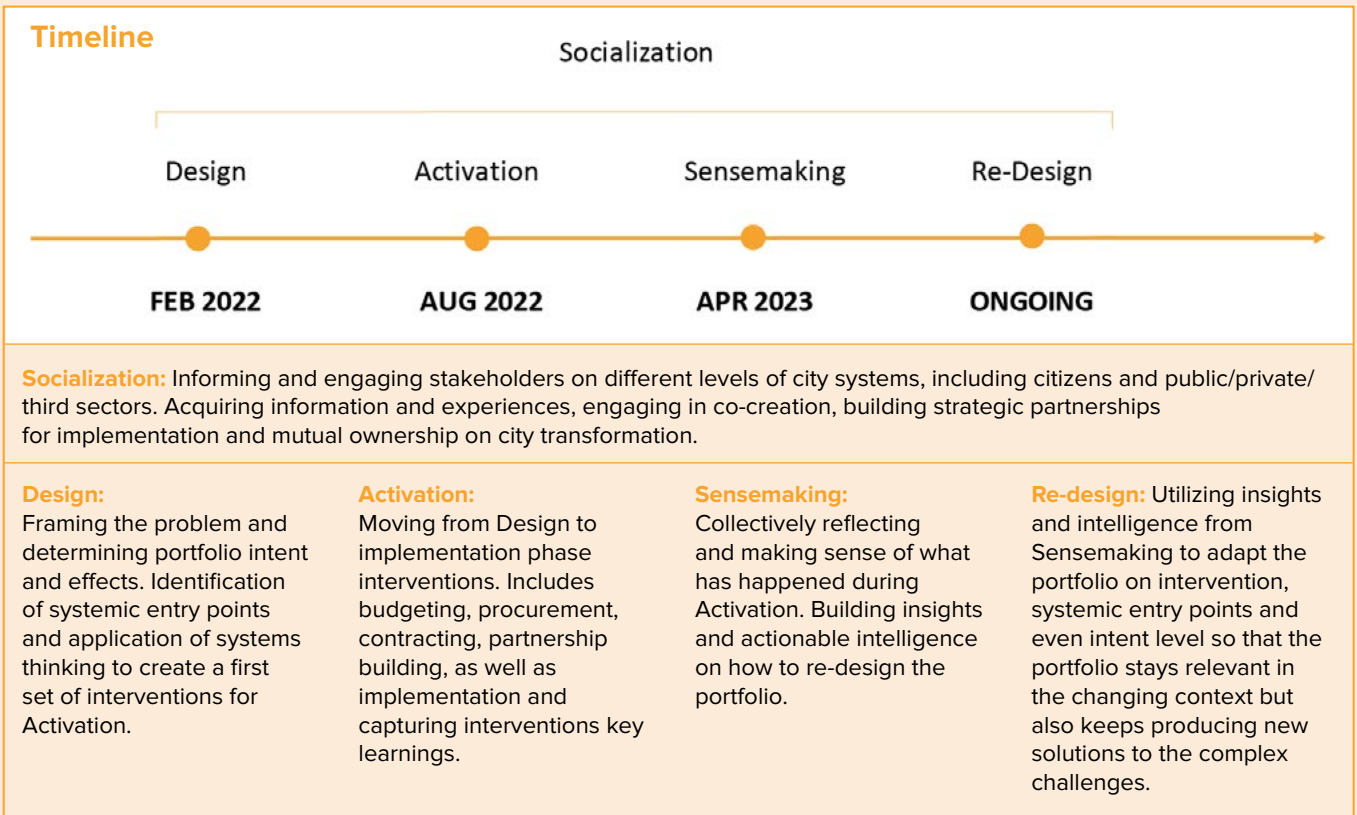 Timeline
Socialization
Design
Activation
Sensemaking
Re-Design
FEB 2022
AUG 2022
APR 2023
ONGOING
Socialization: Informing and engaging stakeholders on different levels of city systems, including citizens and public/private/
third sectors. Acquiring information and experiences, engaging in co-creation, building strategic partnerships
for implementation and mutual ownership on city transformation.
Design:
Framing the problem and
determining portfolio intent
and effects. Identification
of systemic entry points
and application of systems
thinking to create a first
set of interventions for
Activation.
Activation:
Moving from Design to
implementation phase
interventions. Includes
budgeting, procurement,
contracting, partnership
building, as well as
implementation and
capturing interventions key
learnings.
Sensemaking:
Collectively reflecting
and making sense of what
has happened during
Activation. Building insights
and actionable intelligence
on how to re-design the
portfolio.
Re-design: Utilizing insights
and intelligence from
Sensemaking to adapt the
portfolio on intervention,
systemic entry points and
even intent level so that the
portfolio stays relevant in
the changing context but
also keeps producing new
solutions to the complex
challenges.